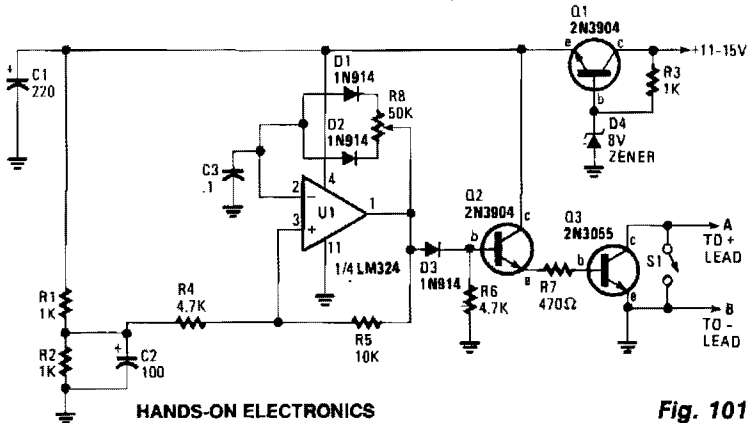 Q1
2N3904
e
c
+11-15V
b
R3
1K
D4
8V
ZENER
+
C1
220
D1
1N914
R8
50K
D2
1N914
C3
.1
4
2
-
3
+
U1
1
11
1/4 LM324
D3
1N914
Q2
2N3904
b
c
e
R6
4.7K
R7
470Ω
Q3
2N3055
b
c
e
S1
A
TO +
LEAD
B
TO -
LEAD
R4
4.7K
R5
10K
R1
1K
R2
1K
+
C2
100
HANDS-ON ELECTRONICS
Fig. 101